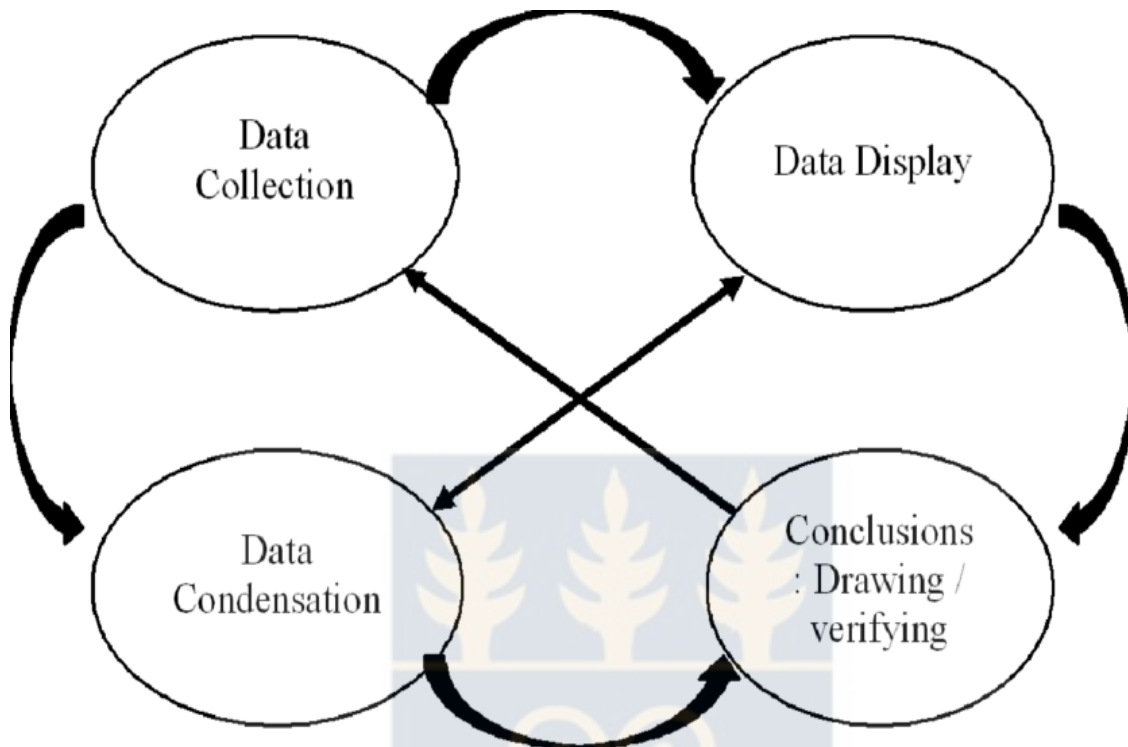 Data
Collection
Data Display
Data
Condensation
Conclusions
: Drawing /
verifying